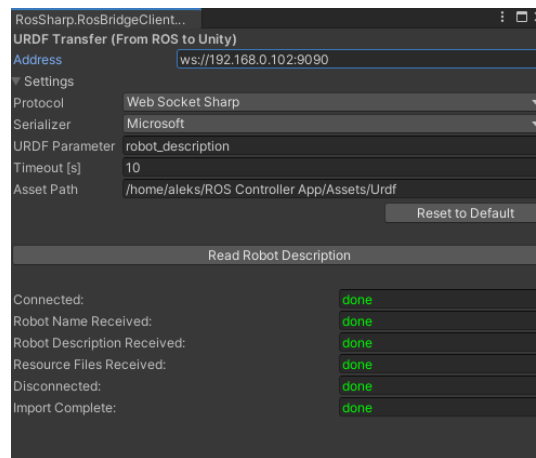 RosSharp.RosBridgeClient...
URDF Transfer (From ROS to Unity)
Address ws://192.168.0.102:9090
Settings
Protocol Web Socket Sharp
Serializer Microsoft
URDF Parameter robot_description
Timeout [s] 10
Asset Path /home/aleks/ROS Controller App/Assets/Urdf
Reset to Default
Read Robot Description
Connected: done
Robot Name Received: done
Robot Description Received: done
Resource Files Received: done
Disconnected: done
Import Complete: done